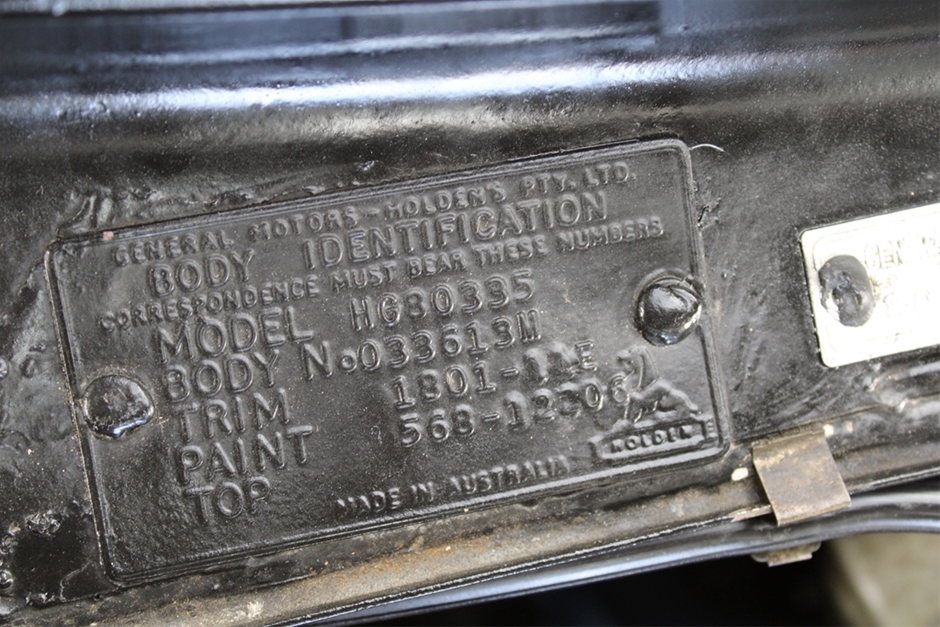 GENERAL MOTORS-HOLDEN'S PTY. LTD.
BODY IDENTIFICATION
CORRESPONDENCE MUST BEAR THESE NUMBERS
MODEL HG80335
BODY No 033613M
TRIM
PAINT
TOP
MADE IN AUSTRALIA
HOLDEN